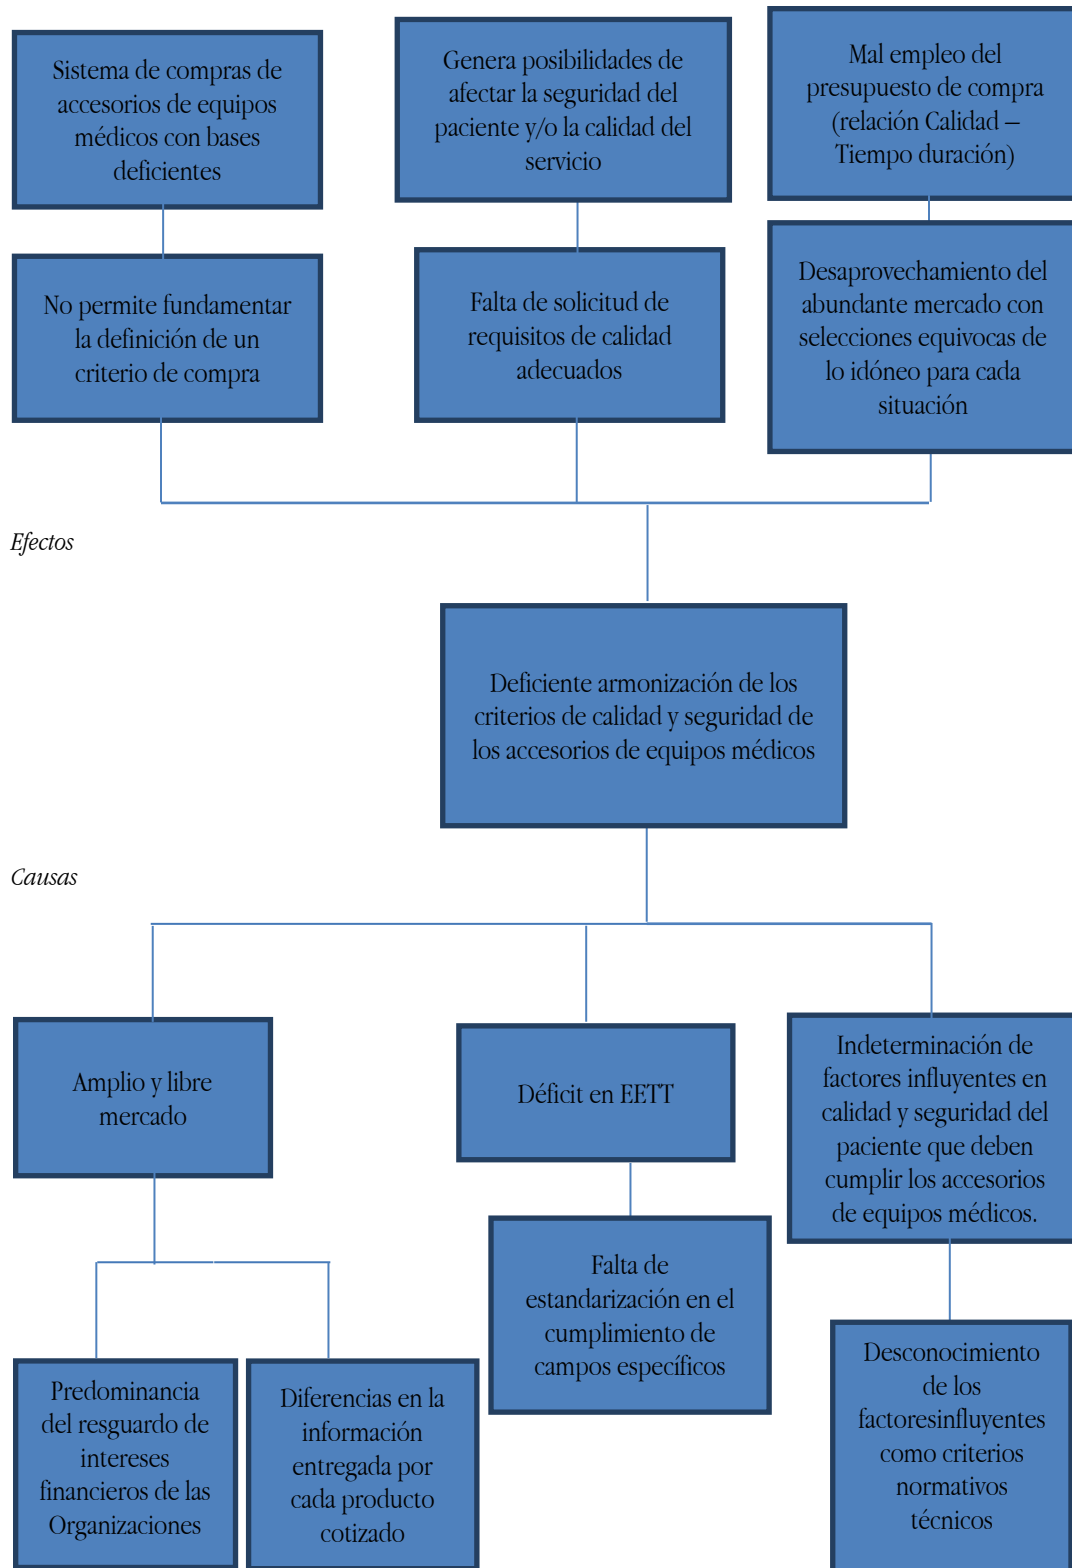 Sistema de compras de
accesorios de equipos
médicos con bases
deficientes
Genera posibilidades de
afectar la seguridad del
paciente y/o la calidad del
servicio
Mal empleo del
presupuesto de compra
(relación Calidad –
Tiempo duración)
No permite fundamentar
la definición de un
criterio de compra
Falta de solicitud de
requisitos de calidad
adecuados
Desaprovechamiento del
abundante mercado con
selecciones equivocas de
lo idóneo para cada
situación
Efectos
Deficiente armonización de los
criterios de calidad y seguridad de
los accesorios de equipos médicos
Causas
Amplio y libre
mercado
Déficit en EETT
Indeterminación de
factores influyentes en
calidad y seguridad del
paciente que deben
cumplir los accesorios
de equipos médicos.
Predominancia
del resguardo de
intereses
financieros de las
Organizaciones
Diferencias en la
información
entregada por
cada producto
cotizado
Falta de
estandarización en el
cumplimiento de
campos específicos
Desconocimiento
de los
factoresinfluyentes
como criterios
normativos
técnicos